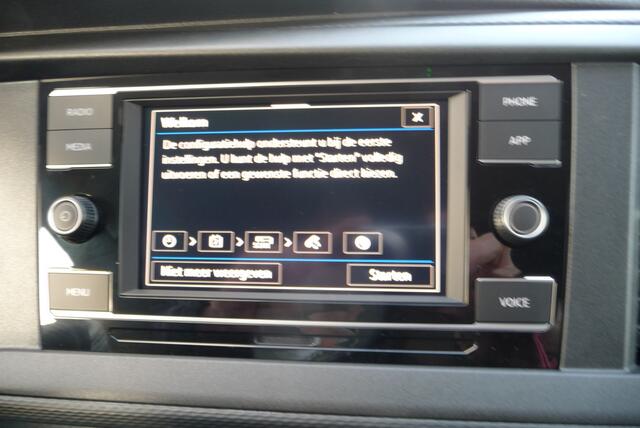 RADIO
MEDIA
MENU
Welkom
De configuratiehulp ondersteunt u bij de eerste
instellingen. U kunt de hulp met "Starten" volledig
uitvoeren of een gewenste functie direct kiezen.
Niet meer weergeven
Starten
PHONE
APP
VOICE